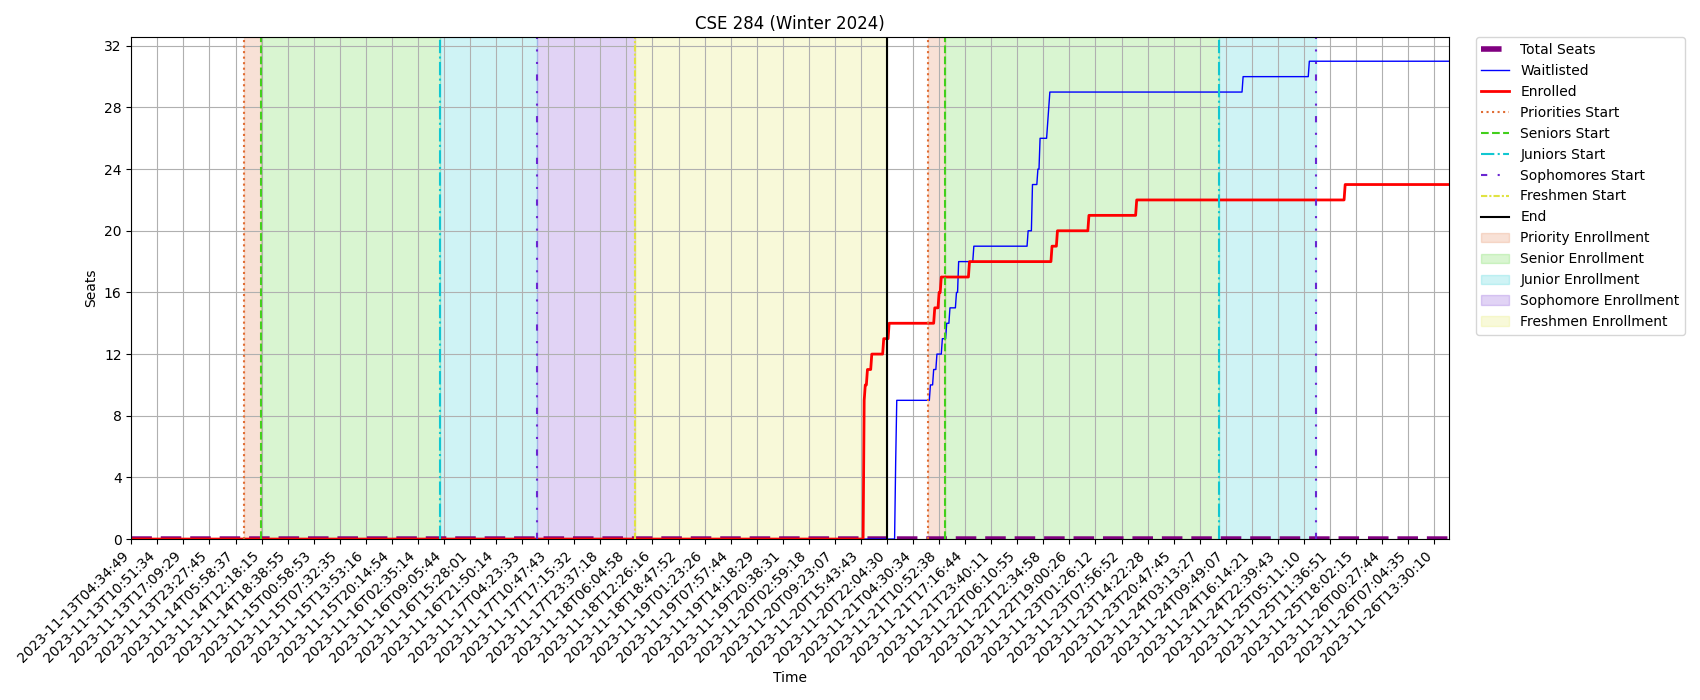 CSE 284 (Winter 2024)
Seats
32
28
24
20
16
12
8
4
0
2023-11-13T04:34:49
2023-11-13T10:51:34
2023-11-13T17:09:29
2023-11-13T23:27:45
2023-11-14T05:58:37
2023-11-14T12:18:15
2023-11-14T18:38:55
2023-11-15T00:58:53
2023-11-15T07:32:35
2023-11-15T13:53:16
2023-11-15T20:14:54
2023-11-16T02:35:14
2023-11-16T09:05:44
2023-11-16T15:28:01
2023-11-16T21:50:14
2023-11-17T04:23:33
2023-11-17T10:47:43
2023-11-17T17:15:32
2023-11-17T23:37:18
2023-11-18T06:04:58
2023-11-18T12:26:16
2023-11-18T18:47:52
2023-11-19T01:23:26
2023-11-19T07:57:44
2023-11-19T14:18:29
2023-11-19T20:38:31
2023-11-20T02:59:18
2023-11-20T09:23:07
2023-11-20T15:43:43
2023-11-20T22:04:30
2023-11-21T04:30:34
2023-11-21T10:52:38
2023-11-21T17:16:44
2023-11-21T23:40:11
2023-11-22T06:10:55
2023-11-22T12:34:58
2023-11-22T19:00:26
2023-11-23T01:26:12
2023-11-23T07:56:52
2023-11-23T14:22:28
2023-11-23T20:47:45
2023-11-24T03:13:27
2023-11-24T09:49:07
2023-11-24T16:14:21
2023-11-24T22:39:43
2023-11-25T05:11:10
2023-11-25T11:36:51
2023-11-25T18:02:15
2023-11-26T00:27:44
2023-11-26T07:04:35
2023-11-26T13:30:10
Time
Total Seats
Waitlisted
Enrolled
Priorities Start
Seniors Start
Juniors Start
Sophomores Start
Freshmen Start
End
Priority Enrollment
Senior Enrollment
Junior Enrollment
Sophomore Enrollment
Freshmen Enrollment